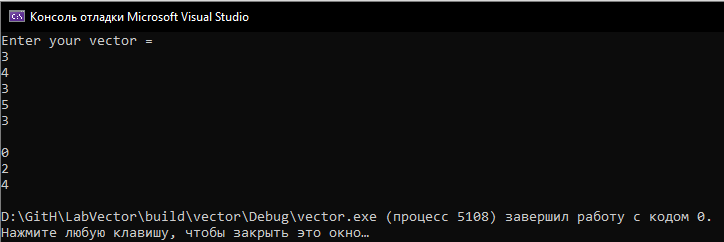 Консоль отладки Microsoft Visual Studio
Enter your vector =
3
4
3
5
3
0
2
4
D:\GitH\LabVector\build\vector\Debug\vector.exe (процесс 5108) завершил работу с кодом 0.
Нажмите любую клавишу, чтобы закрыть это окно…